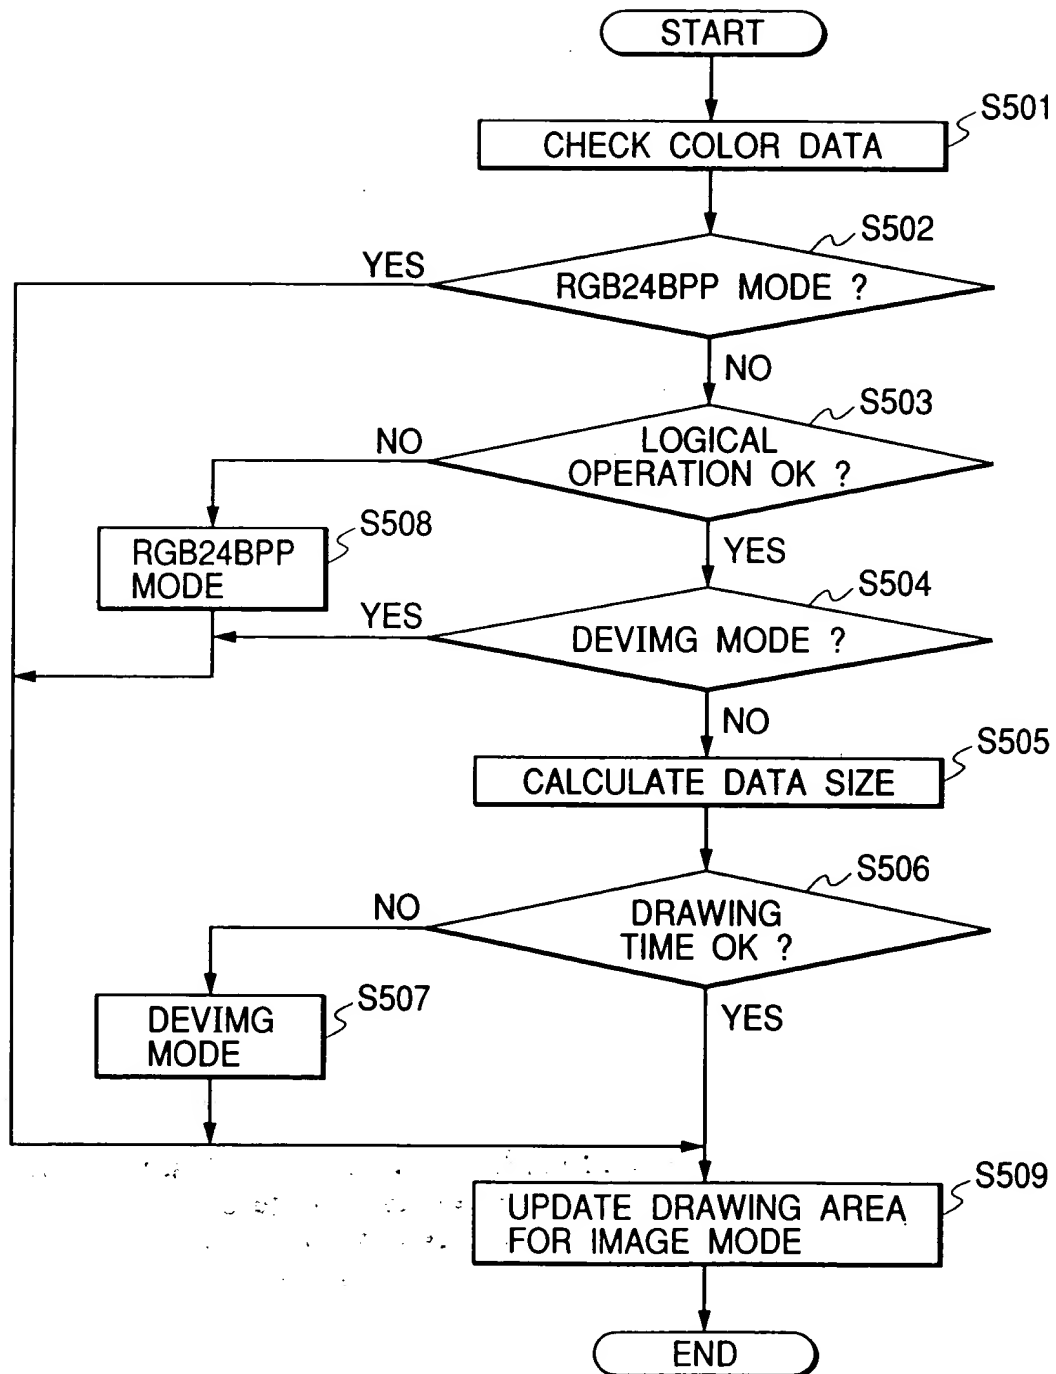 START
S501
CHECK COLOR DATA
S502
YES
RGB24BPP MODE ?
NO
S503
NO
LOGICAL
OPERATION OK ?
S508
RGB24BPP
MODE
YES
S504
YES
DEVIMG MODE ?
NO
S505
CALCULATE DATA SIZE
S506
NO
DRAWING
TIME OK ?
S507
DEVIMG
MODE
YES
S509
UPDATE DRAWING AREA
FOR IMAGE MODE
END